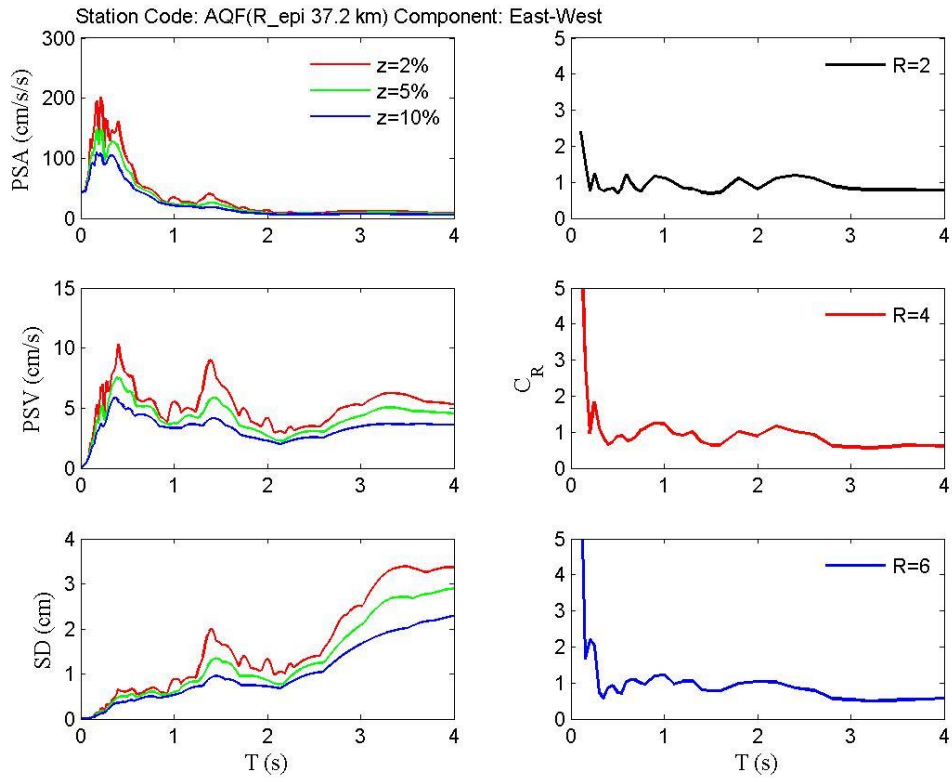 Station Code: AQF(R_epi 37.2 km) Component: East-West
300
200
100
0
PSA (cm/s/s)
z=2%
z=5%
z=10%
0 1 2 3 4
5
4
3
2
1
0
R=2
0 1 2 3 4
15
10
5
0
PSV (cm/s)
0 1 2 3 4
5
4
3
2
1
0
C_R
R=4
0 1 2 3 4
4
3
2
1
0
SD (cm)
0 1 2 3 4
T (s)
5
4
3
2
1
0
R=6
0 1 2 3 4
T (s)